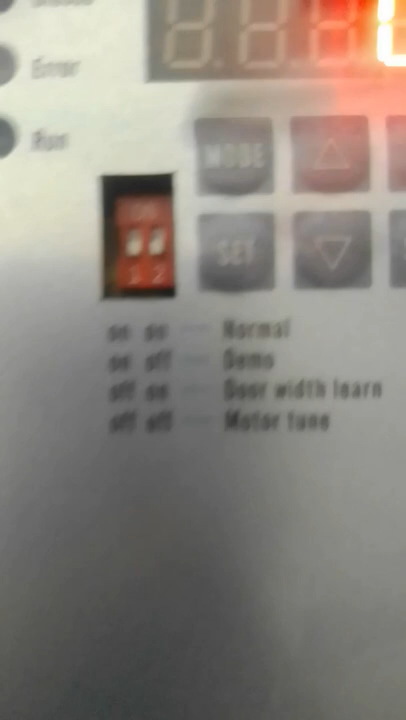 Error
Run
MODE
SET
ON
1 2
on on Normal
on off Demo
off on Door width learn
off off Motor tune